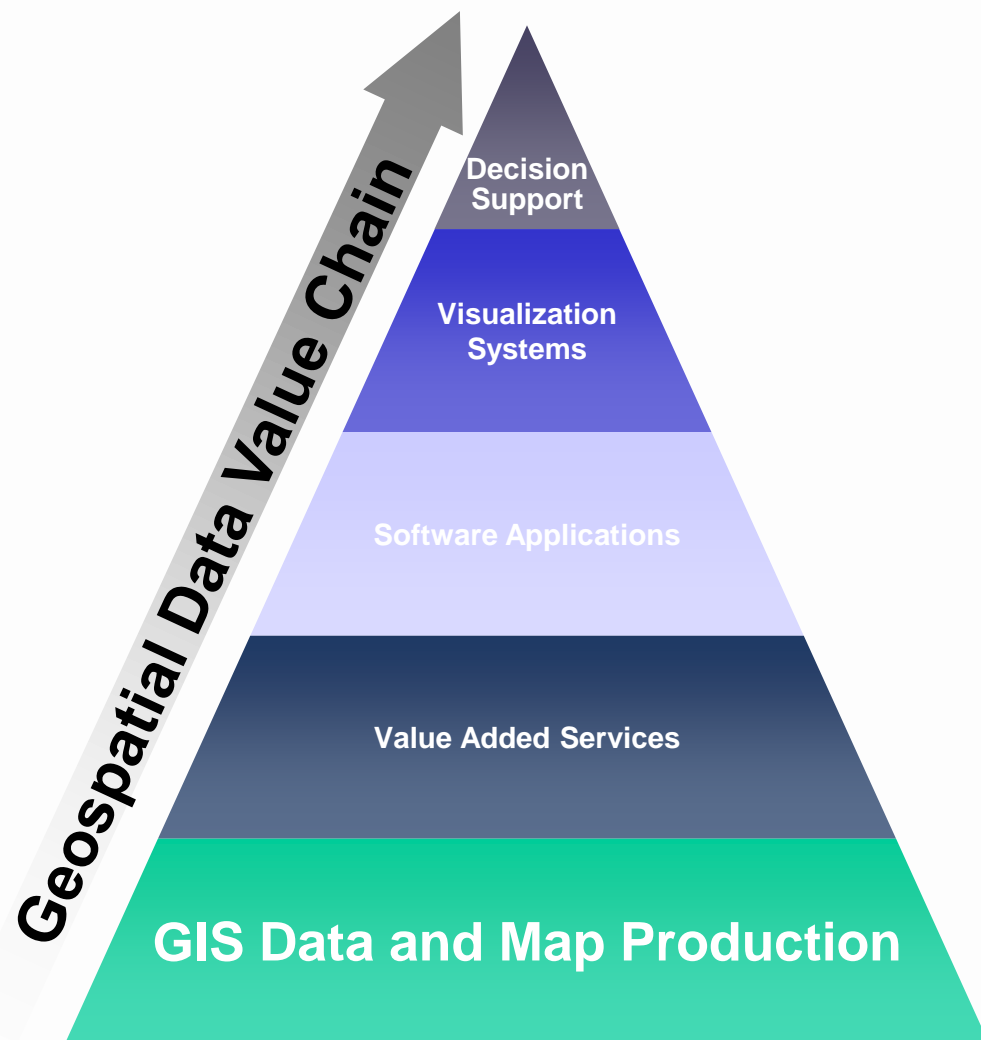 Geospatial Data Value Chain
Decision
Support
Visualization
Systems
Software Applications
Value Added Services
GIS Data and Map Production